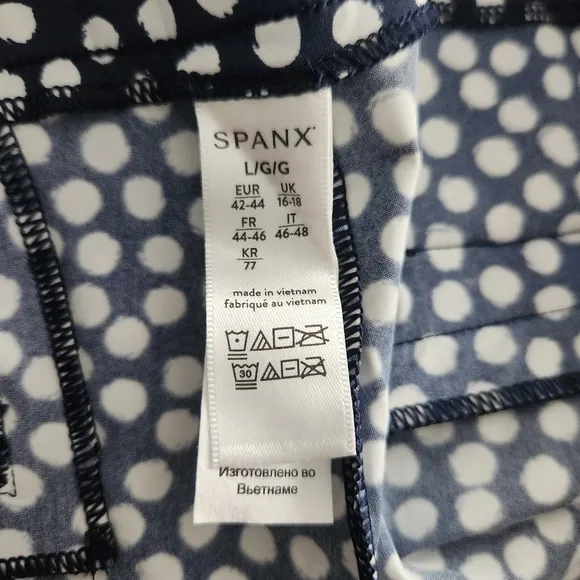 SPANX
L/G/G
EUR UK
42-44 16-18
FR IT
44-46 46-48
KR
77
made in vietnam
fabriqué au vietnam
30
Изготовлено во
Вьетнаме